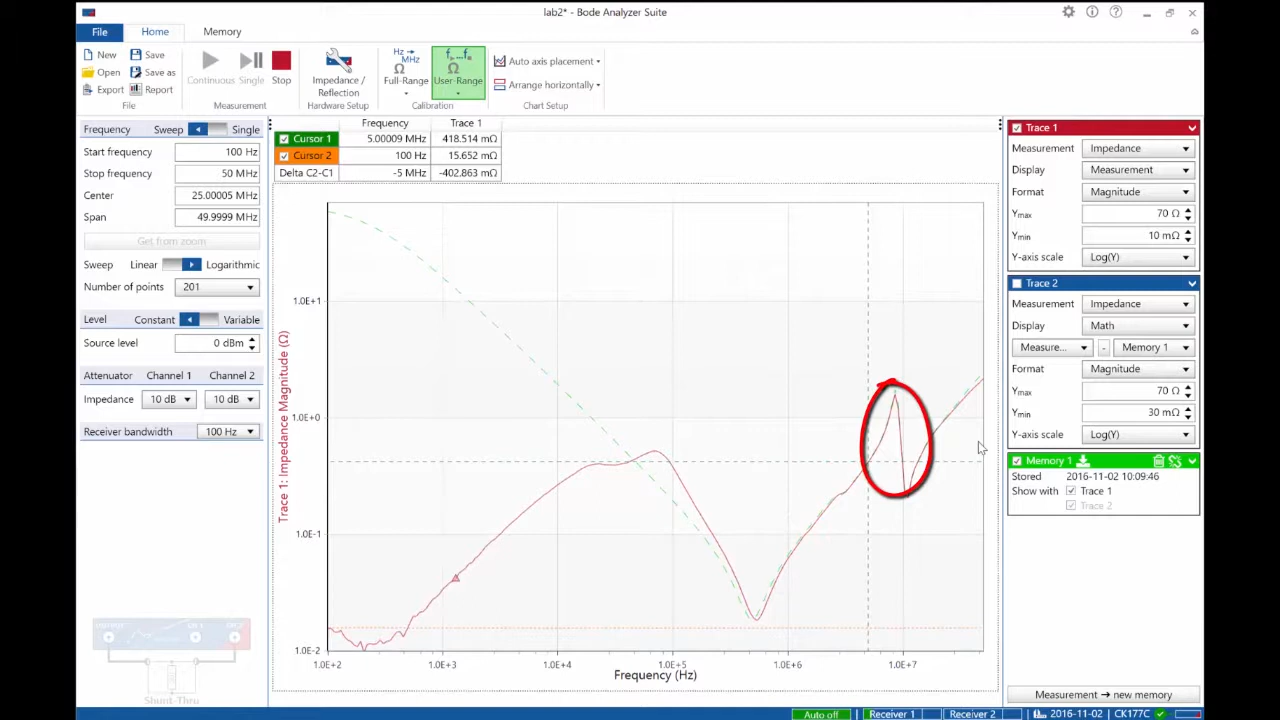 lab2* - Bode Analyzer Suite
File Home Memory
New Save
Open Save as
Export Report
File
Continuous Single Stop
Measurement
Impedance /
Reflection
Hardware Setup
Hz→
MHz
Ω
Full-Range User-Range
Calibration
Auto axis placement
Arrange horizontally
Chart Setup
Frequency Sweep Single
Start frequency 100 Hz
Stop frequency 50 MHz
Center 25.00005 MHz
Span 49.9999 MHz
Get from zoom
Sweep Linear Logarithmic
Number of points 201
Level Constant Variable
Source level 0 dBm
Attenuator Channel 1 Channel 2
Impedance 10 dB 10 dB
Receiver bandwidth 100 Hz
OUTPUT CH 1 CH 2
Shunt-Thru
Frequency Trace 1
Cursor 1 5.00009 MHz 418.514 mΩ
Cursor 2 100 Hz 15.652 mΩ
Delta C2-C1 -5 MHz -402.863 mΩ
Trace 1: Impedance Magnitude (Ω)
1.0E+1
1.0E+0
1.0E-1
1.0E-2
1.0E+2 1.0E+3 1.0E+4 1.0E+5 1.0E+6 1.0E+7
Frequency (Hz)
Trace 1
Measurement Impedance
Display Measurement
Format Magnitude
Ymax 70 Ω
Ymin 10 mΩ
Y-axis scale Log(Y)
Trace 2
Measurement Impedance
Display Math
Measure... - Memory 1
Format Magnitude
Ymax 70 Ω
Ymin 30 mΩ
Y-axis scale Log(Y)
Memory 1
Stored 2016-11-02 10:09:46
Show with Trace 1
Trace 2
Measurement → new memory
Auto off Receiver 1 Receiver 2 2016-11-02 CK177C